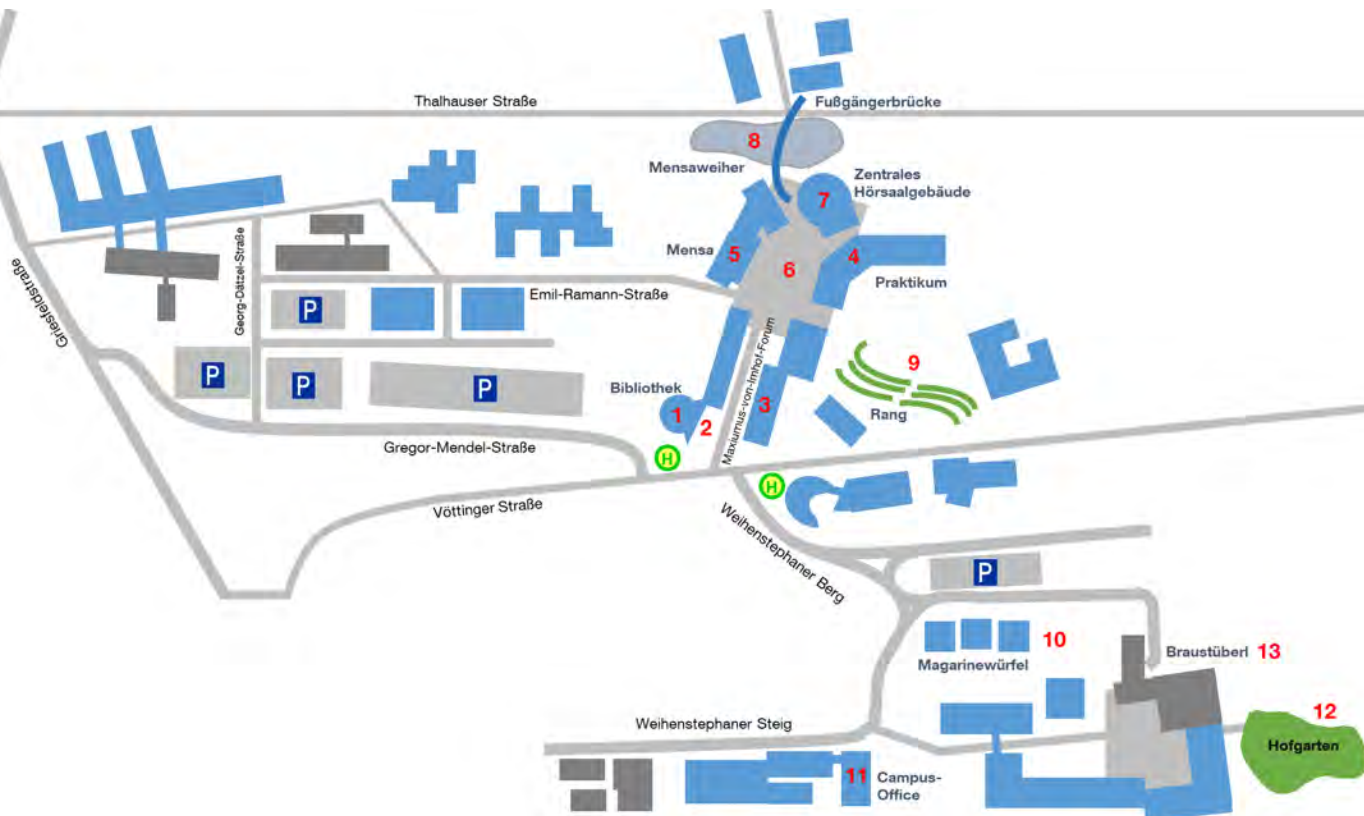 Thalhauser Straße
Fußgängerbrücke
8
Mensaweiher
Zentrales
Hörsaalgebäude
7
Mensa
5
6
4
Praktikum
Griesfeldstraße
Georg-Dätzel-Straße
Emil-Ramann-Straße
P
P
P
P
Bibliothek
1
2
Maxiumus-von-Imhof-Forum
3
9
Rang
Gregor-Mendel-Straße
H
H
Vöttinger Straße
Weihenstephaner Berg
P
10
Magarinewürfel
Braustüberl
13
Weihenstephaner Steig
12
Hofgarten
11
Campus-
Office